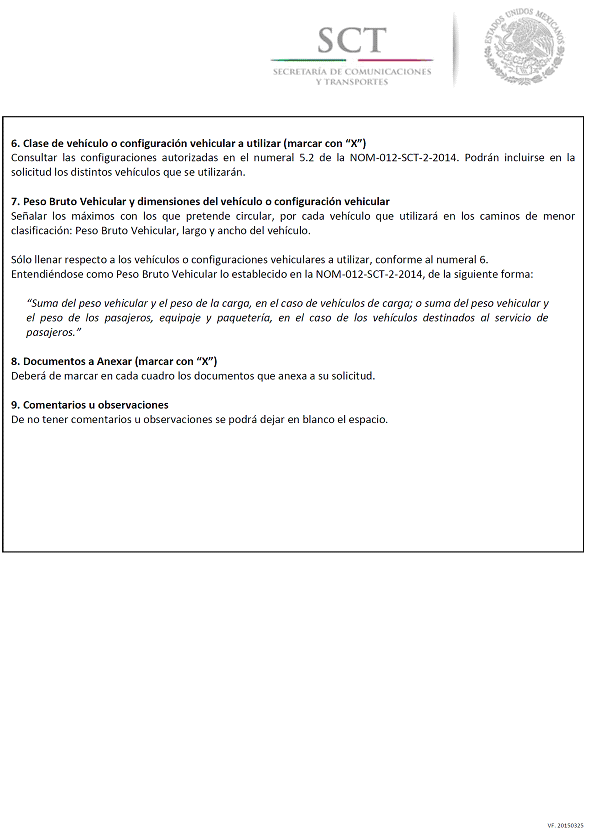 SCT
SECRETARÍA DE COMUNICACIONES
Y TRANSPORTES
ESTADOS UNIDOS MEXICANOS
6. Clase de vehículo o configuración vehicular a utilizar (marcar con “X”)
Consultar las configuraciones autorizadas en el numeral 5.2 de la NOM-012-SCT-2-2014. Podrán incluirse en la
solicitud los distintos vehículos que se utilizarán.
7. Peso Bruto Vehicular y dimensiones del vehículo o configuración vehicular
Señalar los máximos con los que pretende circular, por cada vehículo que utilizará en los caminos de menor
clasificación: Peso Bruto Vehicular, largo y ancho del vehículo.
Sólo llenar respecto a los vehículos o configuraciones vehiculares a utilizar, conforme al numeral 6.
Entendiéndose como Peso Bruto Vehicular lo establecido en la NOM-012-SCT-2-2014, de la siguiente forma:
“Suma del peso vehicular y el peso de la carga, en el caso de vehículos de carga; o suma del peso vehicular y
el peso de los pasajeros, equipaje y paquetería, en el caso de los vehículos destinados al servicio de
pasajeros.”
8. Documentos a Anexar (marcar con “X”)
Deberá de marcar en cada cuadro los documentos que anexa a su solicitud.
9. Comentarios u observaciones
De no tener comentarios u observaciones se podrá dejar en blanco el espacio.
VF. 20150325